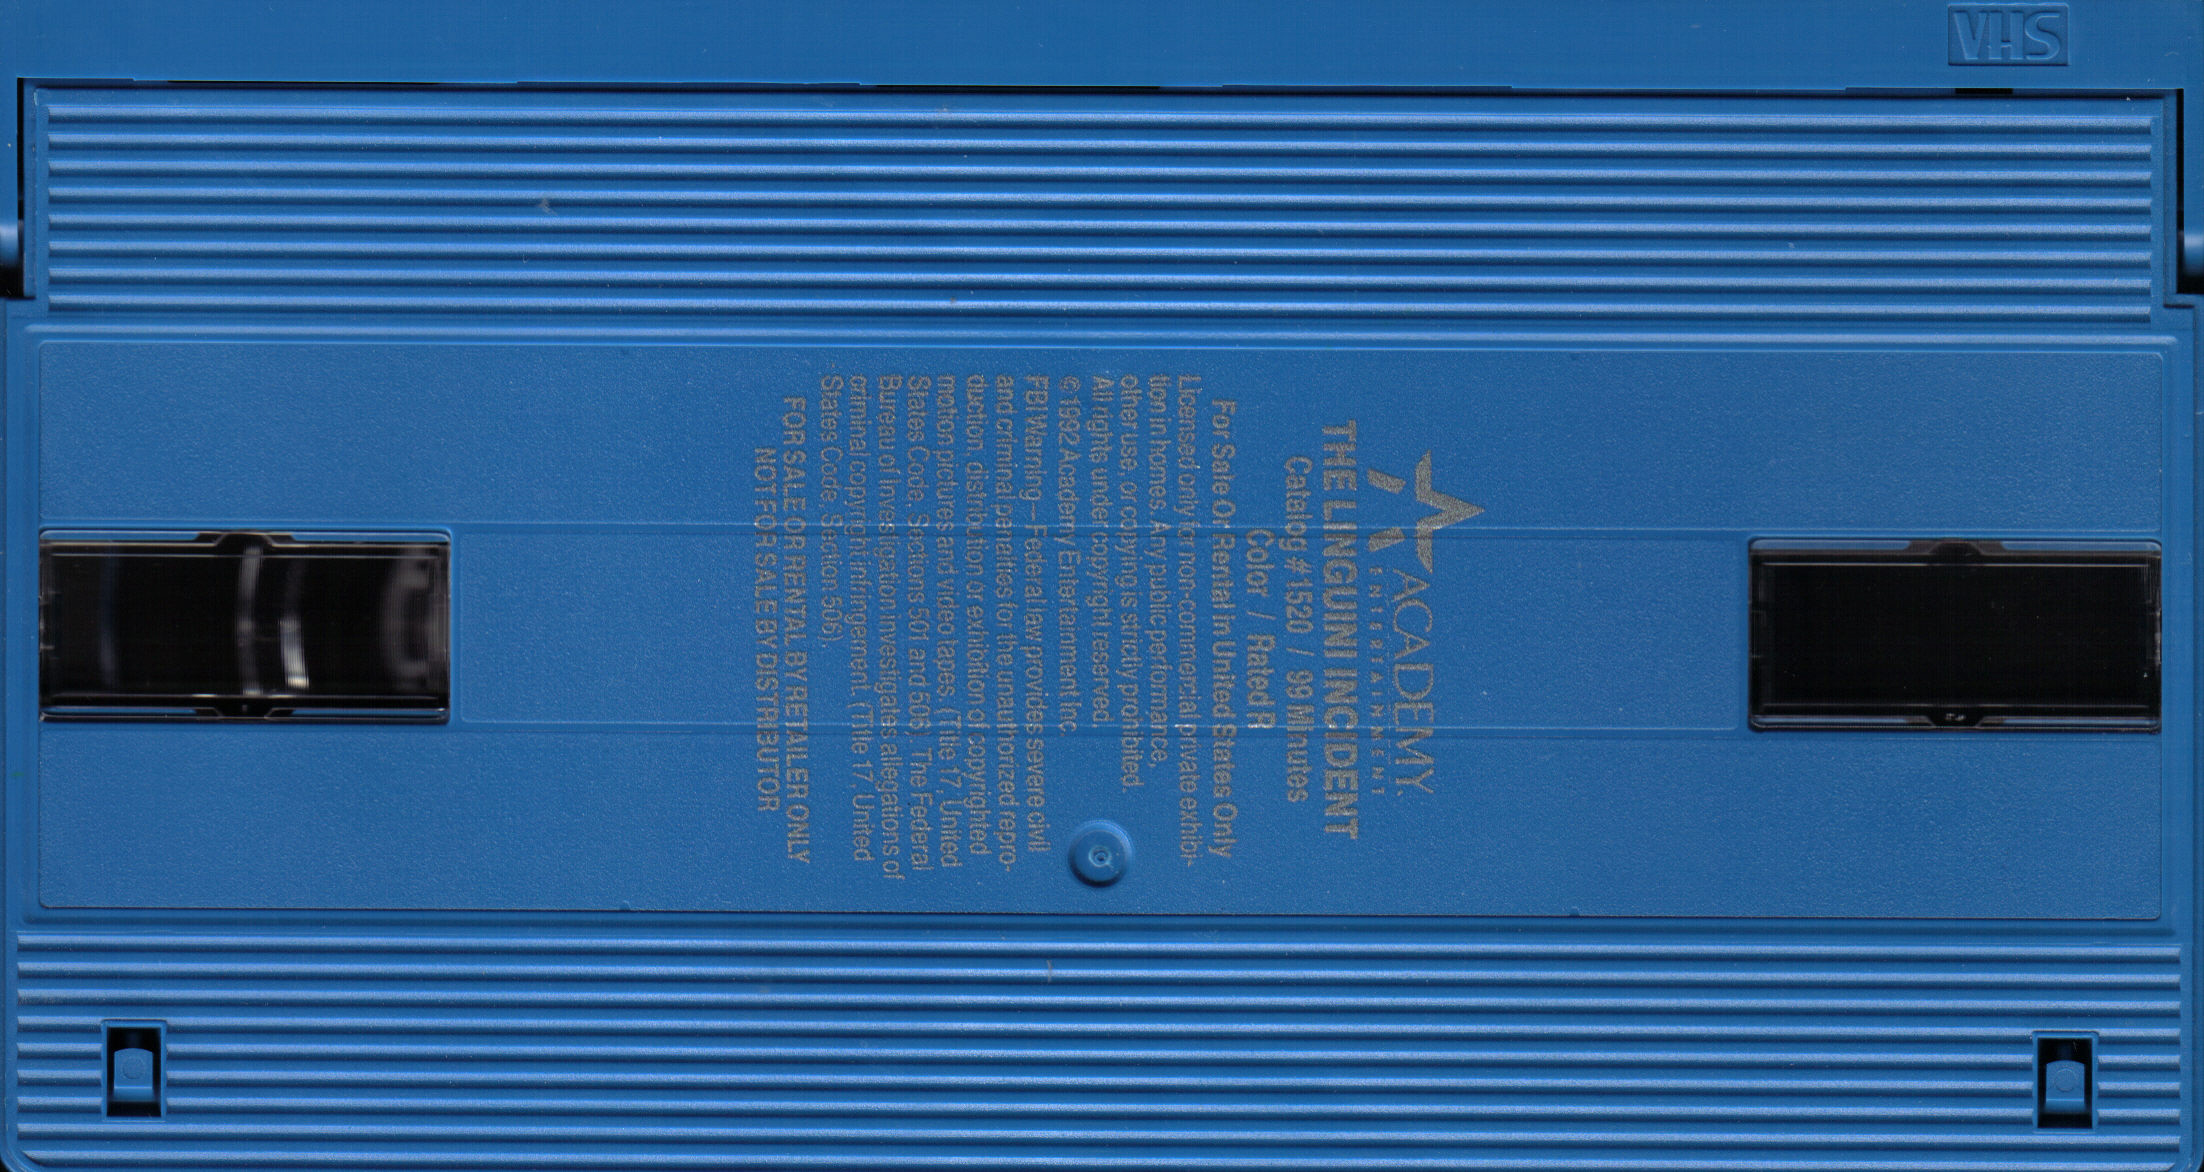 VHS
ACADEMY
ENTERTAINMENT
THE LINGUINI INCIDENT
Catalog #1520 / 99 Minutes
Color / Rated R
For Sale Or Rental In United States Only
Licensed only for non-commercial private exhibi-
tion in homes. Any public performance,
other use, or copying is strictly prohibited.
All rights under copyright reserved
© 1992 Academy Entertainment, Inc.
FBI Warning—Federal law provides severe civil
and criminal penalties for the unauthorized repro-
duction, distribution or exhibition of copyrighted
motion pictures and video tapes. (Title 17, United
States Code, Sections 501 and 506). The Federal
Bureau of Investigation investigates allegations of
criminal copyright infringement. (Title 17, United
States Code, Section 506).
FOR SALE OR RENTAL BY RETAILER ONLY
NOT FOR SALE BY DISTRIBUTOR